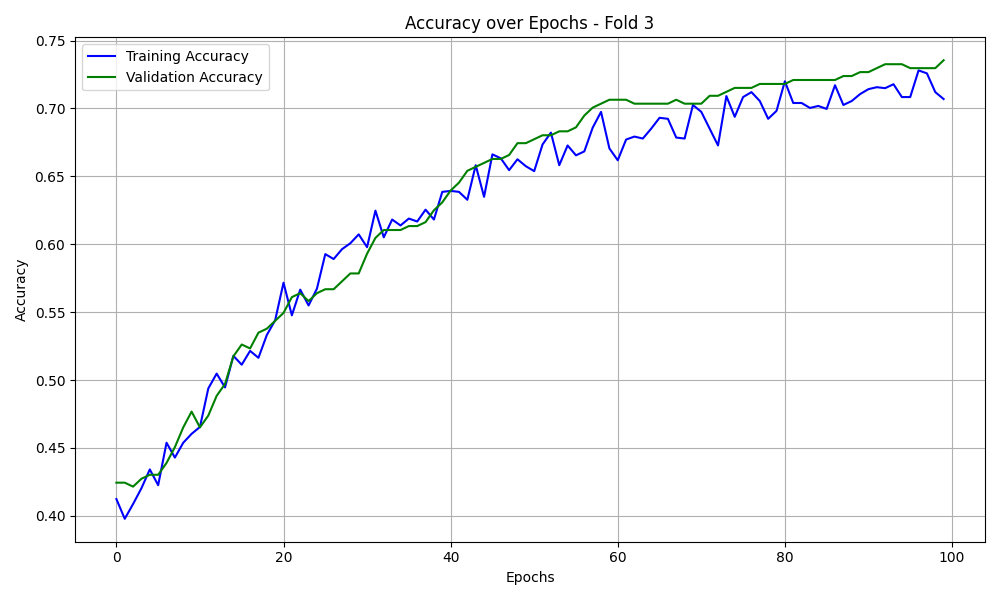 Accuracy over Epochs - Fold 3
Training Accuracy
Validation Accuracy
Accuracy
0.75
0.70
0.65
0.60
0.55
0.50
0.45
0.40
0 20 40 60 80 100
Epochs